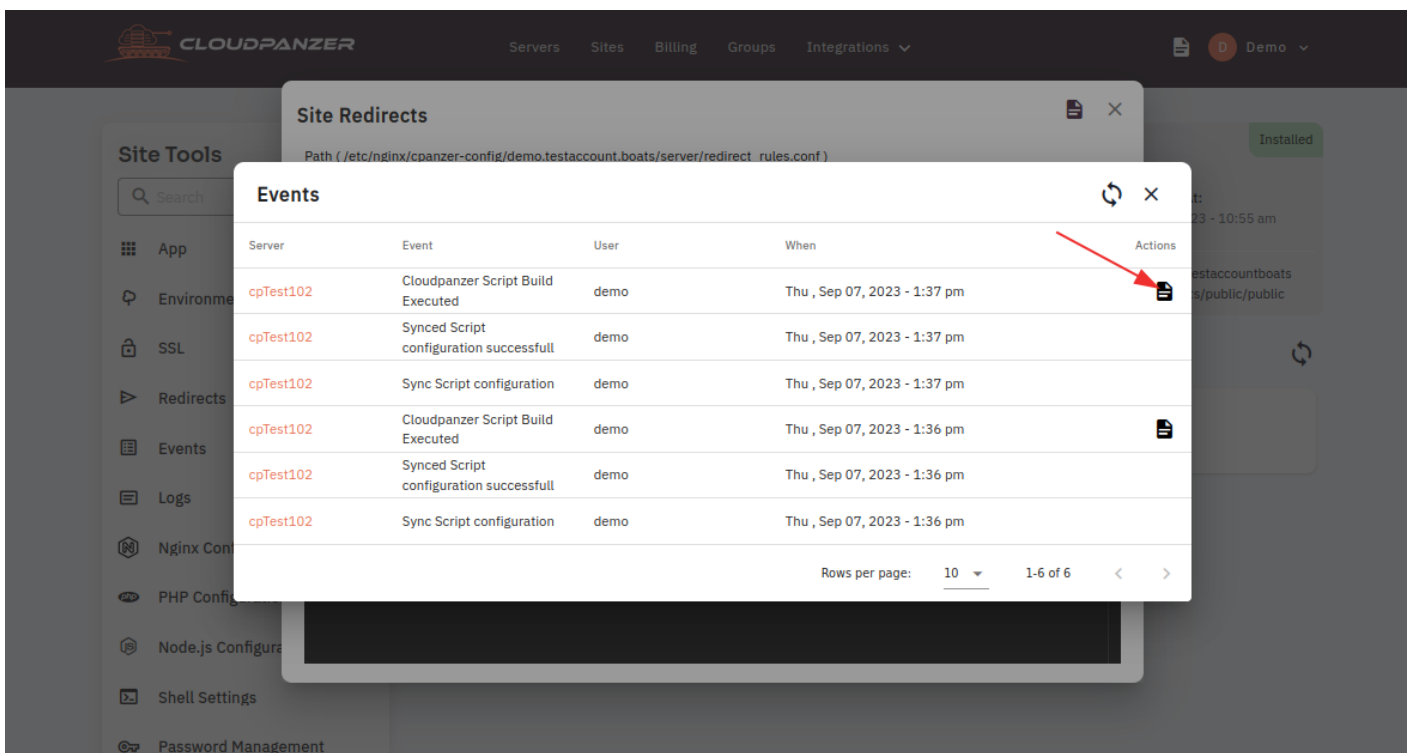 CLOUDPANZER
Servers Sites Billing Groups Integrations
D Demo
Site Redirects
Path ( /etc/nginx/cpanzer-config/demo.testaccount.boats/server/redirect_rules.conf )
Installed
Site Tools
Search
App
SSL
Redirects
Events
Logs
Shell Settings
Password Management
Events
Server Event User When Actions
cpTest102 Cloudpanzer Script Build
Executed demo Thu , Sep 07, 2023 - 1:37 pm
cpTest102 Synced Script
configuration successfull demo Thu , Sep 07, 2023 - 1:37 pm
cpTest102 Sync Script configuration demo Thu , Sep 07, 2023 - 1:37 pm
cpTest102 Cloudpanzer Script Build
Executed demo Thu , Sep 07, 2023 - 1:36 pm
cpTest102 Synced Script
configuration successfull demo Thu , Sep 07, 2023 - 1:36 pm
cpTest102 Sync Script configuration demo Thu , Sep 07, 2023 - 1:36 pm
Rows per page: 10 1-6 of 6
t:
23 - 10:55 am
estaccountboats
s/public/public
Environme
Nginx Con
PHP Configuratio
Node.js Configura